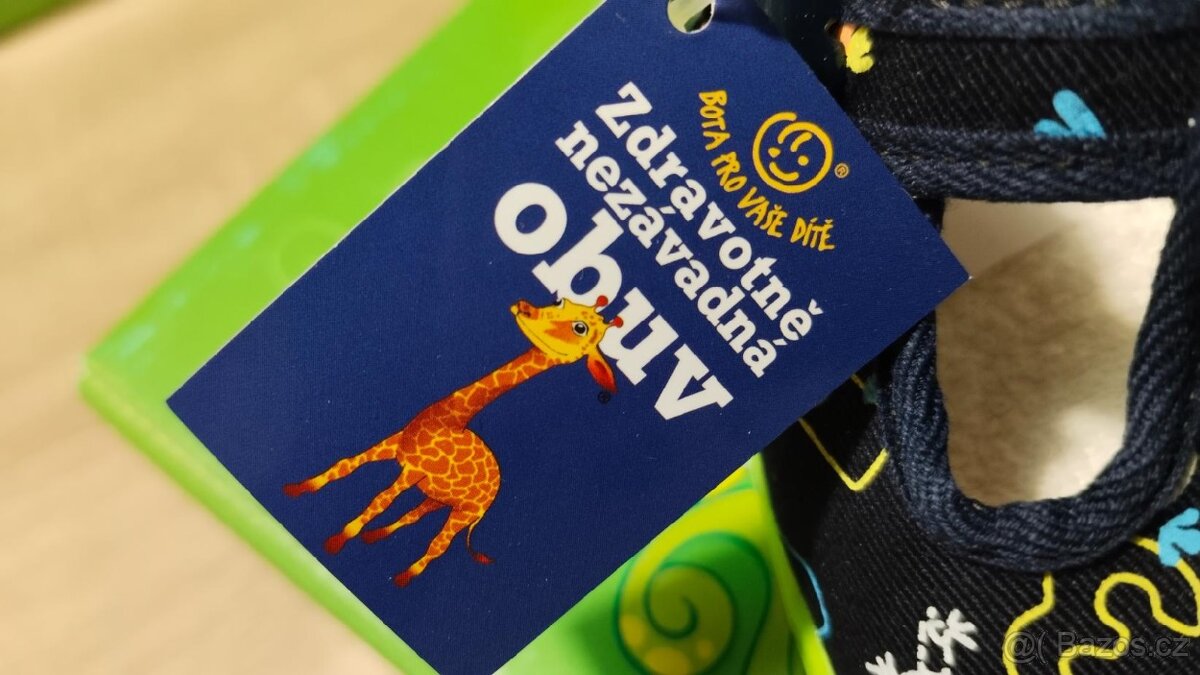 BOTA PRO VAŠE DÍTĚ
®
Zdravotně
nezávadná
obuv
®
@( Bazos.cz